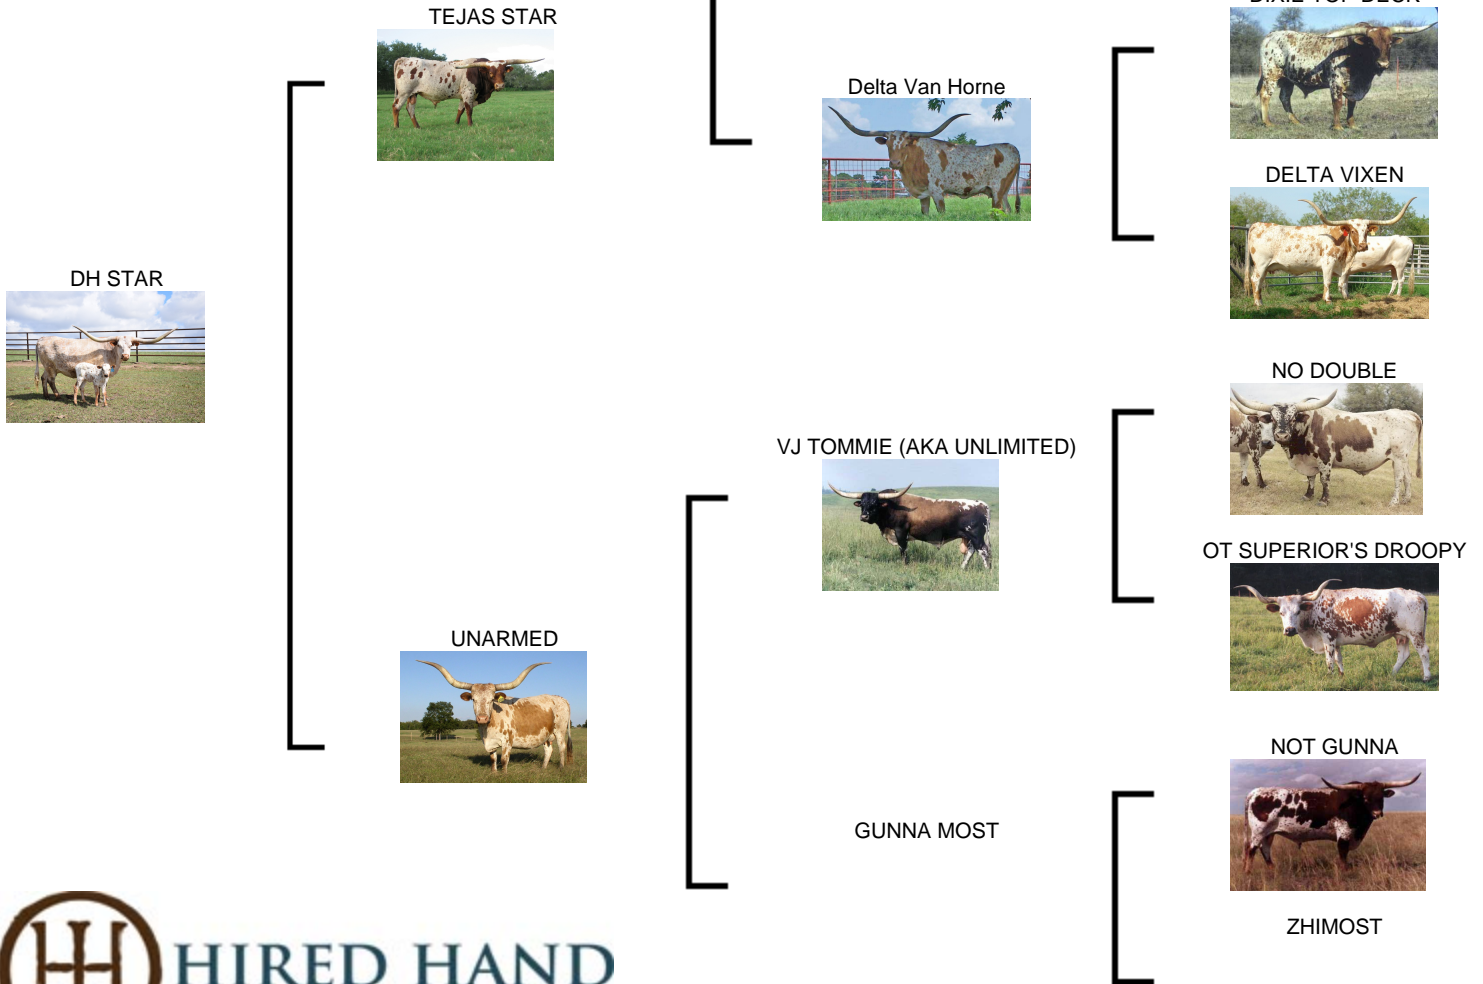 TEJAS STAR
Delta Van Horne
DELTA VIXEN
DH STAR
NO DOUBLE
VJ TOMMIE (AKA UNLIMITED)
OT SUPERIOR'S DROOPY
UNARMED
NOT GUNNA
GUNNA MOST
ZHIMOST
HIRED HAND